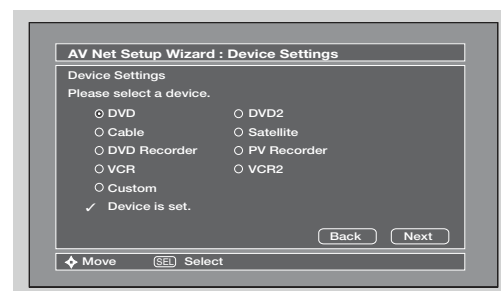 AV Net Setup Wizard : Device Settings
Device Settings
Please select a device.
DVD DVD2
Cable Satellite
DVD Recorder PV Recorder
VCR VCR2
Custom
✓ Device is set.
Back Next
Move SEL Select